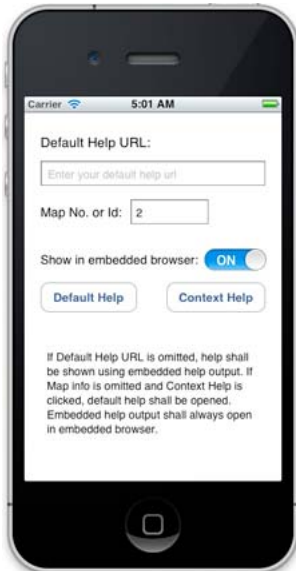 Carrier 5:01 AM
Default Help URL:
Enter your default help url
Map No. or Id: 2
Show in embedded browser: ON
Default Help Context Help
If Default Help URL is omitted, help shall
be shown using embedded help output. If
Map info is omitted and Context Help is
clicked, default help shall be opened.
Embedded help output shall always open
in embedded browser.